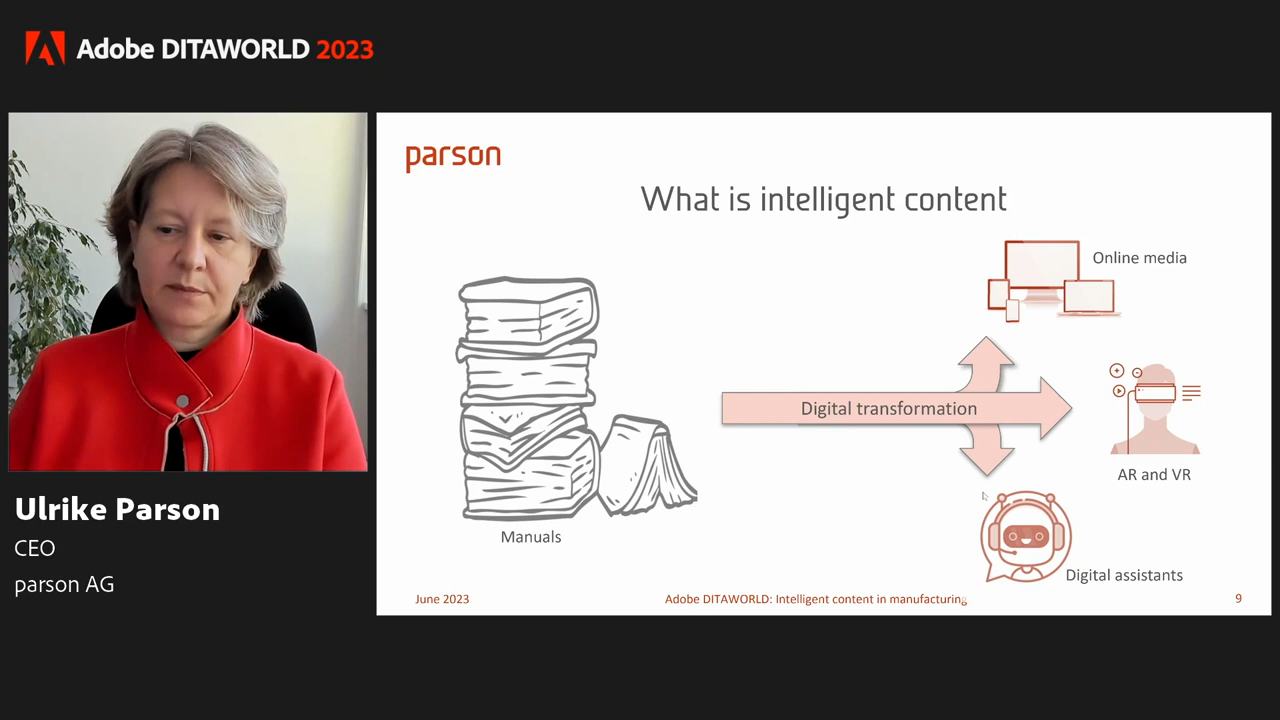 Adobe DITAWORLD 2023
Ulrike Parson
CEO
parson AG
parson
What is intelligent content
Online media
Digital transformation
AR and VR
Manuals
Digital assistants
June 2023
Adobe DITAWORLD: Intelligent content in manufacturing
9